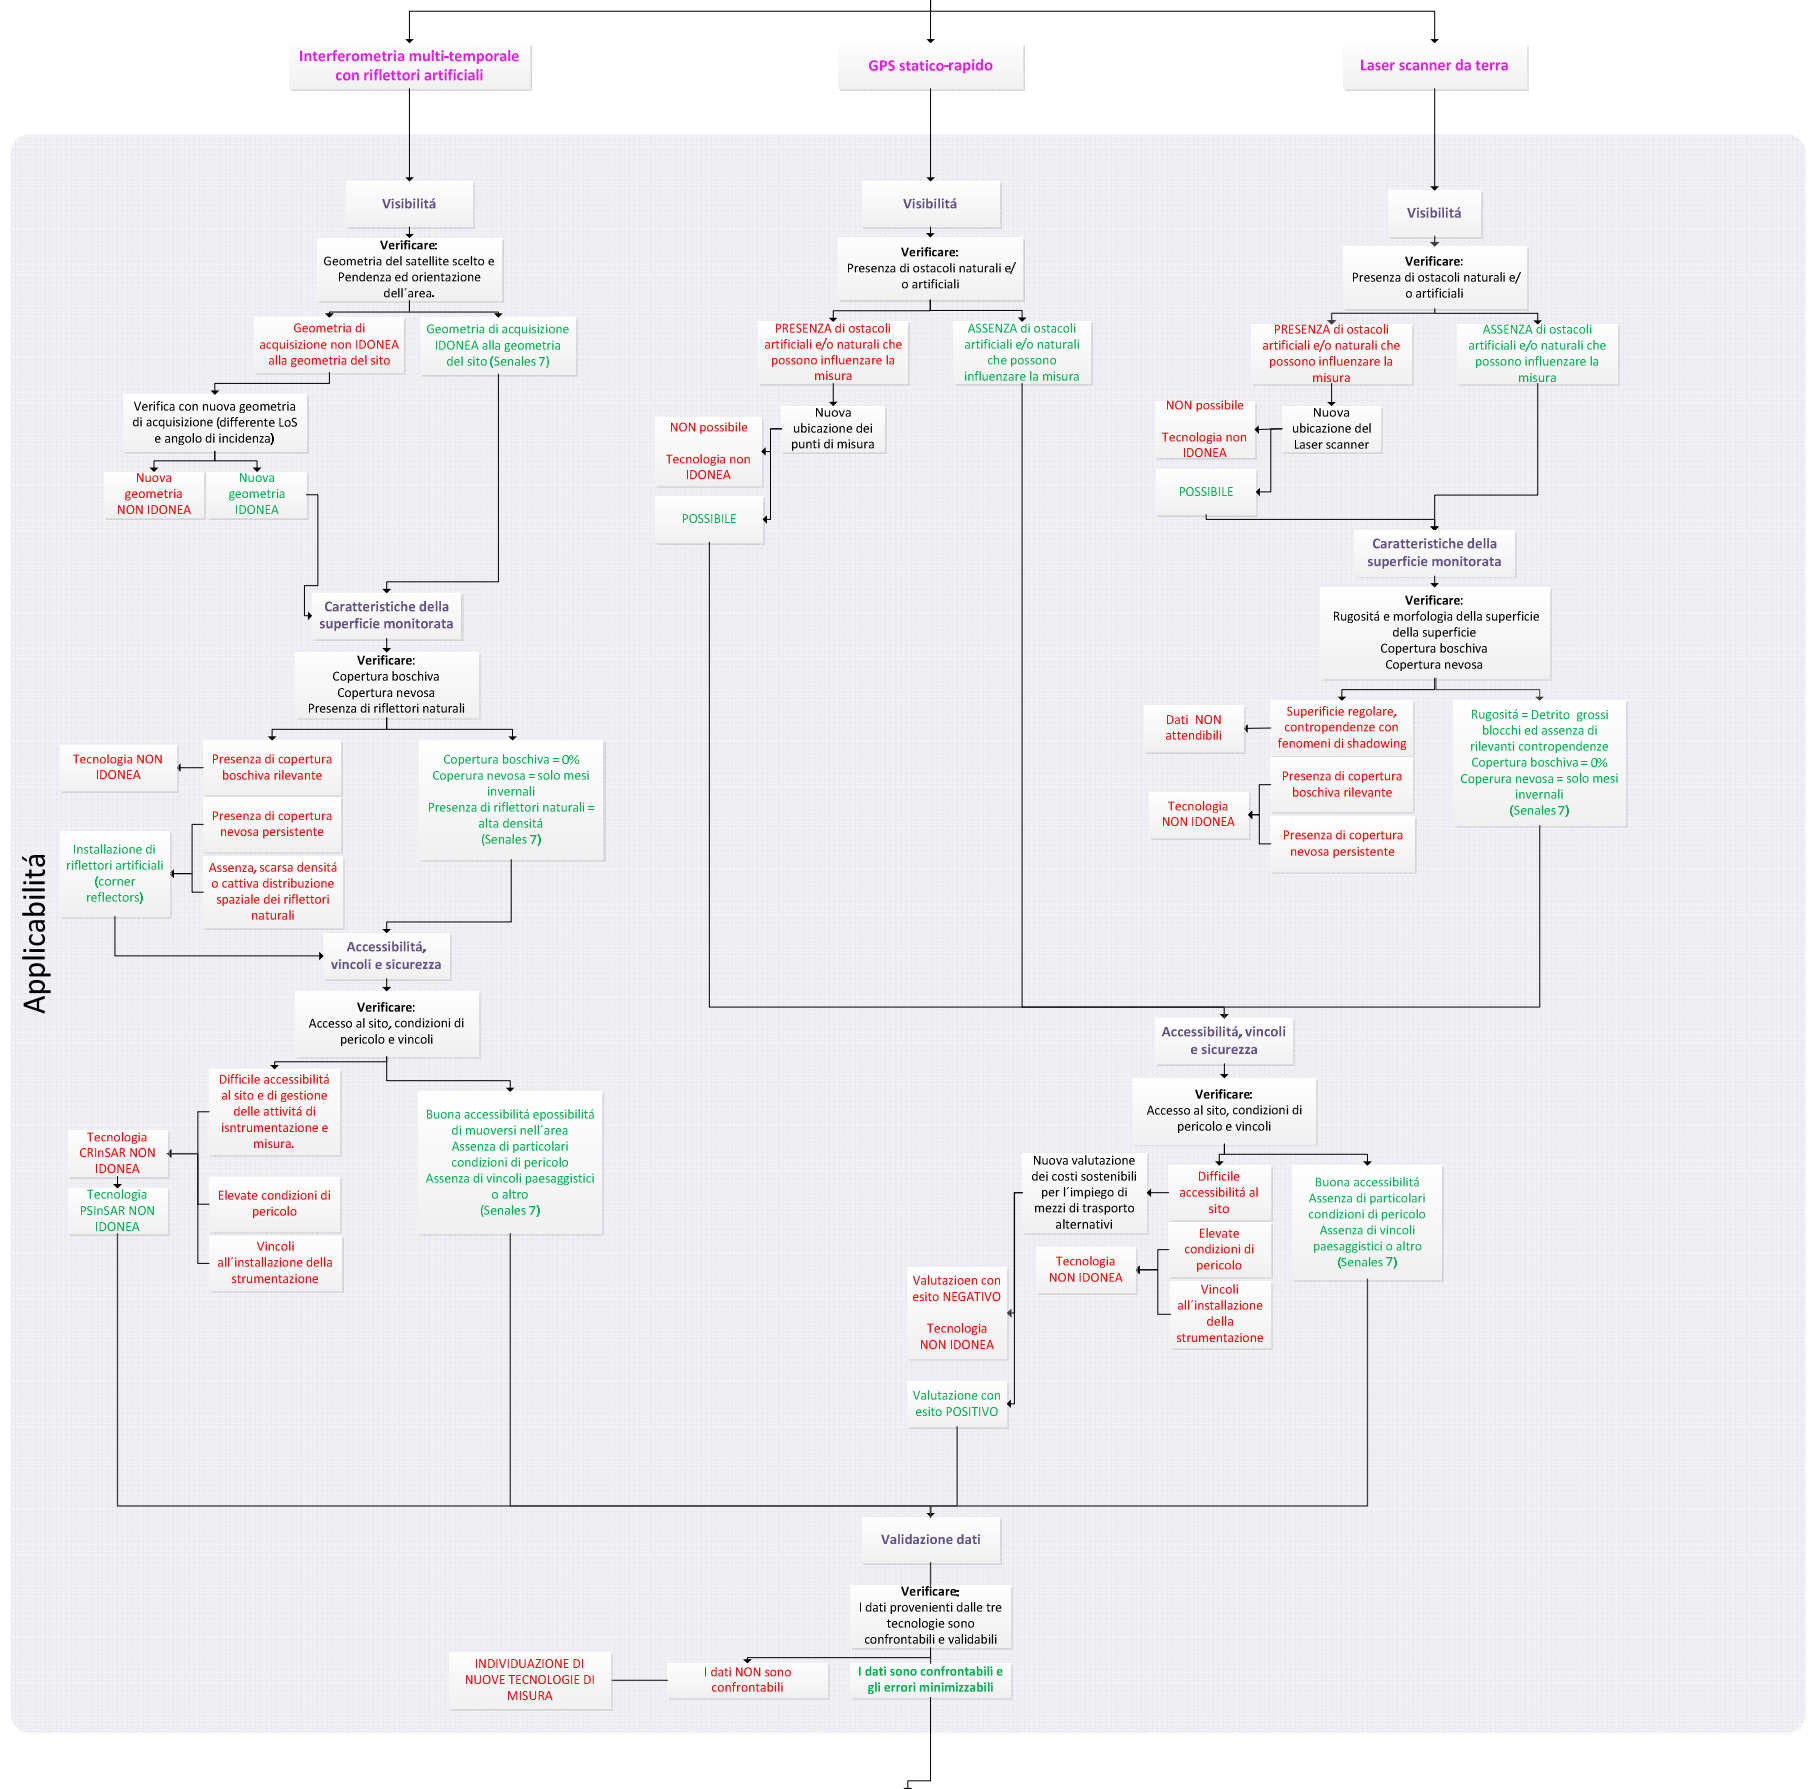 Interferometria multi-temporale
con riflettori artificiali
GPS statico-rapido
Laser scanner da terra
Applicabilitá
Visibilitá
Verificare:
Geometria del satellite scelto e
Pendenza ed orientazione
dell´area.
Geometria di
acquisizione non IDONEA
alla geometria del sito
Geometria di acquisizione
IDONEA alla geometria
del sito (Senales 7)
Verifica con nuova geometria
di acquisizione (differente LoS
e angolo di incidenza)
Nuova
geometria
NON IDONEA
Nuova
geometria
IDONEA
Caratteristiche della
superficie monitorata
Verificare:
Copertura boschiva
Copertura nevosa
Presenza di riflettori naturali
Tecnologia NON
IDONEA
Presenza di copertura
boschiva rilevante
Copertura boschiva = 0%
Coperura nevosa = solo mesi
invernali
Presenza di riflettori naturali =
alta densitá
(Senales 7)
Presenza di copertura
nevosa persistente
Installazione di
riflettori artificiali
(corner
reflectors)
Assenza, scarsa densitá
o cattiva distribuzione
spaziale dei riflettori
naturali
Accessibilitá,
vincoli e sicurezza
Verificare:
Accesso al sito, condizioni di
pericolo e vincoli
Difficile accessibilitá
al sito e di gestione
delle attivitá di
isntrumentazione e
misura.
Buona accessibilitá epossibilitá
di muoversi nell´area
Assenza di particolari
condizioni di pericolo
Assenza di vincoli paesaggistici
o altro
(Senales 7)
Tecnologia
CRInSAR NON
IDONEA
Tecnologia
PSInSAR NON
IDONEA
Elevate condizioni di
pericolo
Vincoli
all´installazione della
strumentazione
Visibilitá
Verificare:
Presenza di ostacoli naturali e/
o artificiali
PRESENZA di ostacoli
artificiali e/o naturali che
possono influenzare la
misura
ASSENZA di ostacoli
artificiali e/o naturali
che possono
influenzare la misura
NON possibile
Tecnologia non
IDONEA
Nuova
ubicazione dei
punti di misura
POSSIBILE
Visibilitá
Verificare:
Presenza di ostacoli naturali e/
o artificiali
PRESENZA di ostacoli
artificiali e/o naturali che
possono influenzare la
misura
ASSENZA di ostacoli
artificiali e/o naturali che
possono influenzare la
misura
NON possibile
Tecnologia non
IDONEA
Nuova
ubicazione del
Laser scanner
POSSIBILE
Caratteristiche della
superficie monitorata
Verificare:
Rugositá e morfologia della superficie
della superficie
Copertura boschiva
Copertura nevosa
Dati  NON
attendibili
Superificie regolare,
contropendenze con
fenomeni di shadowing
Rugositá = Detrito  grossi
blocchi ed assenza di
rilevanti contropendenze
Copertura boschiva = 0%
Coperura nevosa = solo mesi
invernali
(Senales 7)
Presenza di copertura
boschiva rilevante
Tecnologia
NON IDONEA
Presenza di copertura
nevosa persistente
Accessibilitá, vincoli
e sicurezza
Verificare:
Accesso al sito, condizioni di
pericolo e vincoli
Nuova valutazione
dei costi sostenibili
per l´impiego di
mezzi di trasporto
alternativi
Difficile
accessibilitá al
sito
Buona accessibilitá
Assenza di particolari
condizioni di pericolo
Assenza di vincoli
paesaggistici o altro
(Senales 7)
Tecnologia
NON IDONEA
Elevate
condizioni di
pericolo
Vincoli
all´installazione
della
strumentazione
Valutazioen con
esito NEGATIVO
Tecnologia
NON IDONEA
Valutazione con
esito POSITIVO
Validazione dati
Verificare:
I dati provenienti dalle tre
tecnologie sono
confrontabili e validabili
INDIVIDUAZIONE DI
NUOVE TECNOLOGIE DI
MISURA
I dati NON sono
confrontabili
I dati sono confrontabili e
gli errori minimizzabili